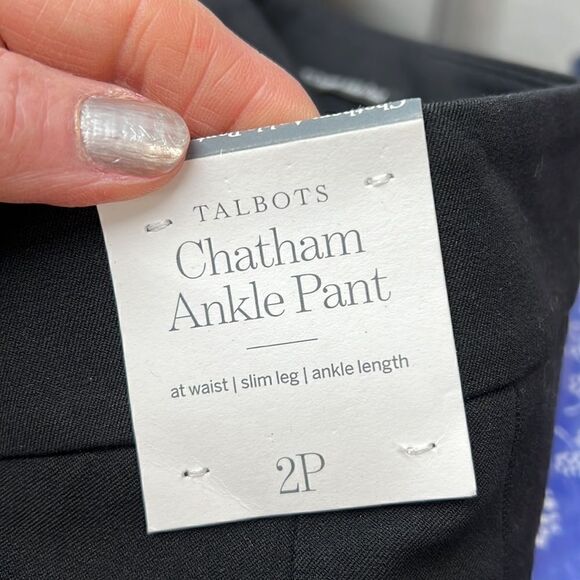 TALBOTS
Chatham
Ankle Pant
at waist | slim leg | ankle length
2P